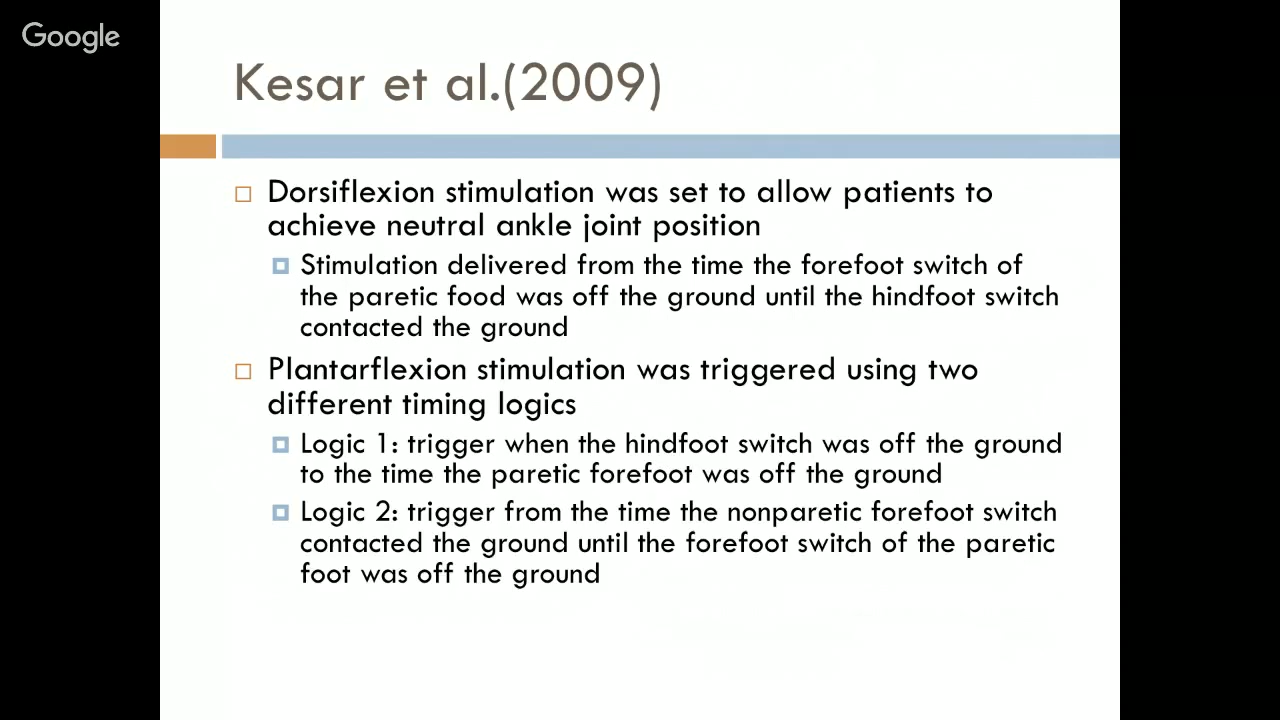 Google
Kesar et al.(2009)
Dorsiflexion stimulation was set to allow patients to
achieve neutral ankle joint position
Stimulation delivered from the time the forefoot switch of
the paretic food was off the ground until the hindfoot switch
contacted the ground
Plantarflexion stimulation was triggered using two
different timing logics
Logic 1: trigger when the hindfoot switch was off the ground
to the time the paretic forefoot was off the ground
Logic 2: trigger from the time the nonparetic forefoot switch
contacted the ground until the forefoot switch of the paretic
foot was off the ground